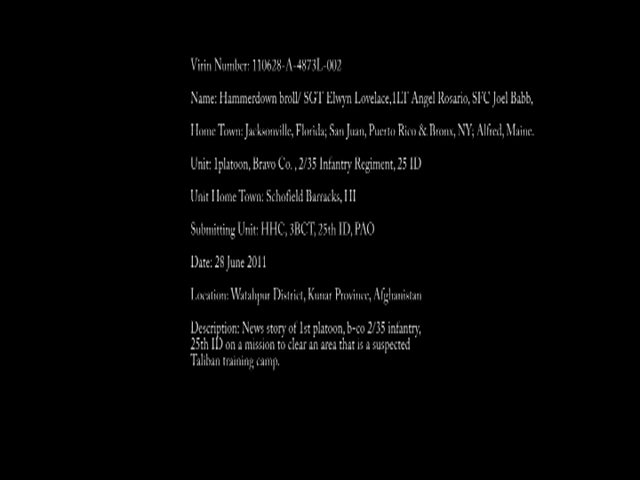 Virin Number: 110628-A-4873L-002
Name: Hammerdown broll/ SGT Elwyn Lovelace,1LT Angel Rosario, SFC Joel Babb,
Home Town: Jacksonville, Florida; San Juan, Puerto Rico & Bronx, NY; Alfred, Maine.
Unit: 1platoon, Bravo Co. , 2/35 Infantry Regiment, 25 ID
Unit Home Town: Schofield Barracks, HI
Submitting Unit: HHC, 3BCT, 25th ID, PAO
Date: 28 June 2011
Location: Watahpur District, Kunar Province, Afghanistan
Description: News story of 1st platoon, b-co 2/35 infantry,
25th ID on a mission to clear an area that is a suspected
Taliban training camp.